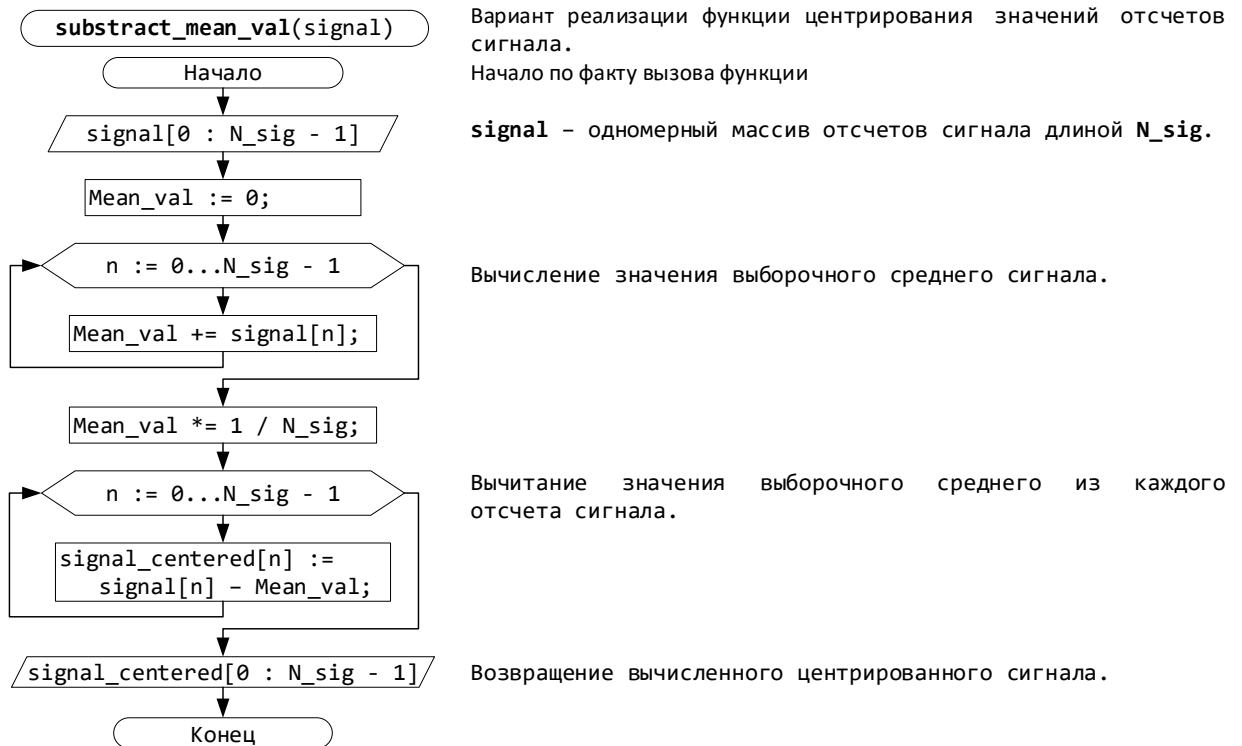 substract_mean_val(signal)
Вариант реализации функции центрирования значений отсчетов
сигнала.
Начало
Начало по факту вызова функции
signal[0 : N_sig - 1]
signal – одномерный массив отсчетов сигнала длиной N_sig.
Mean_val := 0;
n := 0...N_sig - 1
Вычисление значения выборочного среднего сигнала.
Mean_val += signal[n];
Mean_val *= 1 / N_sig;
n := 0...N_sig - 1
Вычитание значения выборочного среднего из каждого
отсчета сигнала.
signal_centered[n] :=
signal[n] – Mean_val;
signal_centered[0 : N_sig - 1]
Возвращение вычисленного центрированного сигнала.
Конец